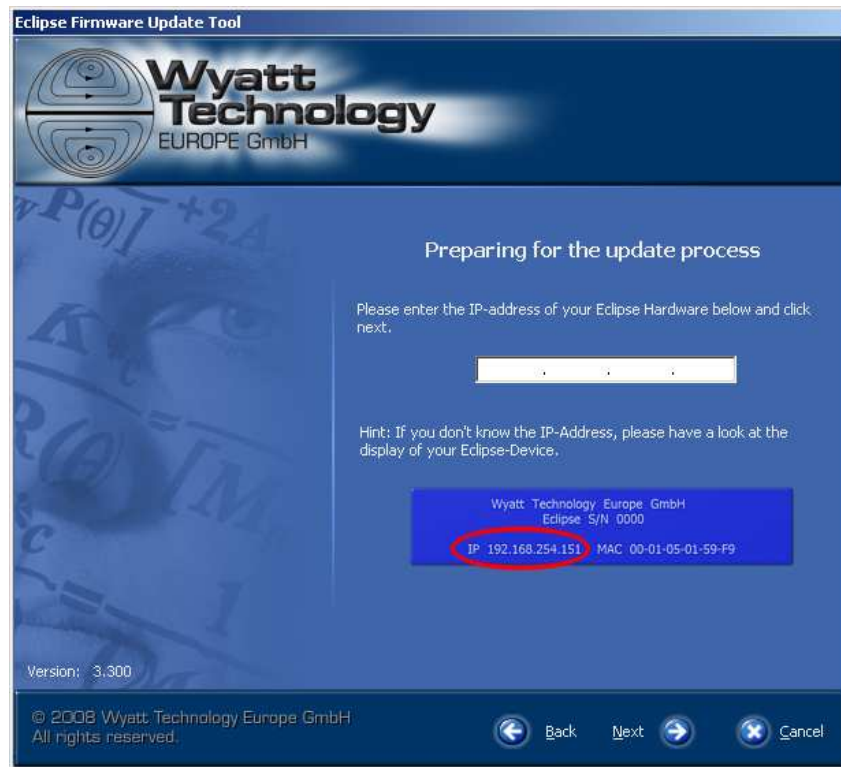 Eclipse Firmware Update Tool
Wyatt
Technology
EUROPE GmbH
Preparing for the update process
Please enter the IP-address of your Eclipse Hardware below and click
next.
. . .
Hint: If you don't know the IP-Address, please have a look at the
display of your Eclipse-Device.
Wyatt Technology Europe GmbH
Eclipse S/N 0000
IP 192.168.254.151 MAC 00-01-05-01-59-F9
Version: 3.300
© 2008 Wyatt Technology Europe GmbH
All rights reserved.
Back Next Cancel